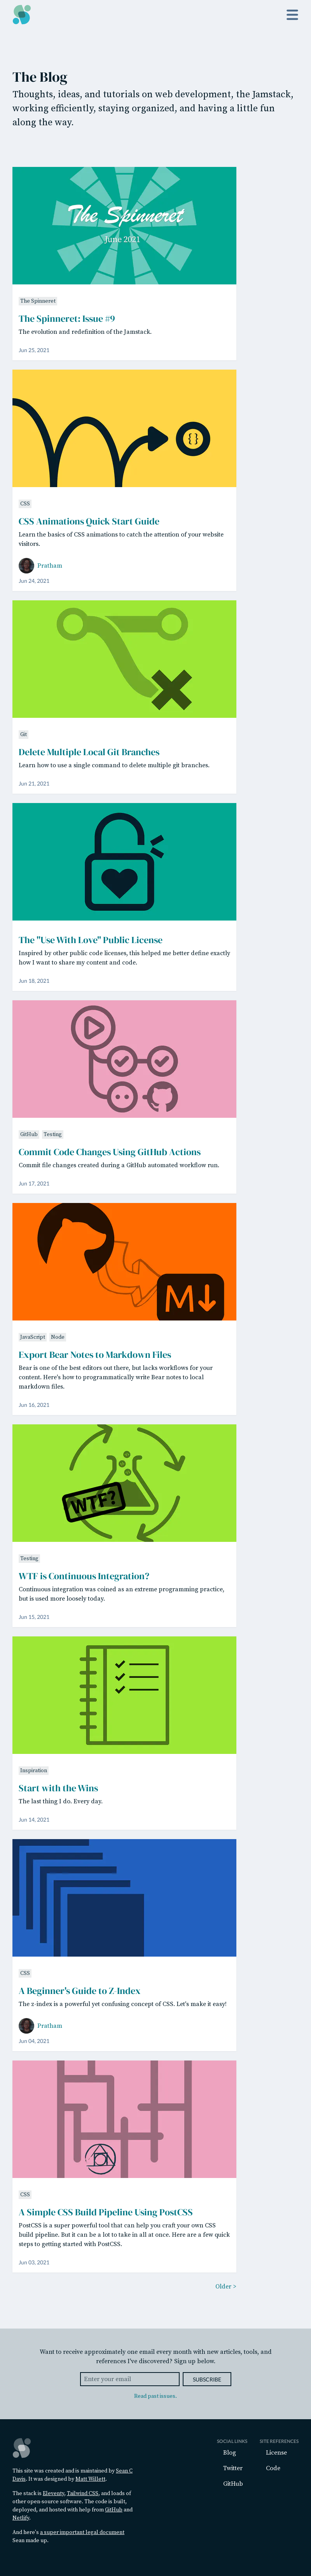 The Blog
Thoughts, ideas, and tutorials on web development, the Jamstack,
working efficiently, staying organized, and having a little fun
along the way.
The Spinneret
June 2021
The Spinneret
The Spinneret: Issue #9
The evolution and redefinition of the Jamstack.
Jun 25, 2021
{ }
CSS
CSS Animations Quick Start Guide
Learn the basics of CSS animations to catch the attention of your website
visitors.
Pratham
Jun 24, 2021
Git
Delete Multiple Local Git Branches
Learn how to use a single command to delete multiple git branches.
Jun 21, 2021
The "Use With Love" Public License
Inspired by other public code licenses, this helped me better define exactly
how I want to share my content and code.
Jun 18, 2021
GitHub Testing
Commit Code Changes Using GitHub Actions
Commit file changes created during a GitHub automated workflow run.
Jun 17, 2021
M
JavaScript Node
Export Bear Notes to Markdown Files
Bear is one of the best editors out there, but lacks workflows for your
content. Here's how to programmatically write Bear notes to local
markdown files.
Jun 16, 2021
WTF?
Testing
WTF is Continuous Integration?
Continuous integration was coined as an extreme programming practice,
but is used more loosely today.
Jun 15, 2021
Inspiration
Start with the Wins
The last thing I do. Every day.
Jun 14, 2021
CSS
A Beginner's Guide to Z-Index
The z-index is a powerful yet confusing concept of CSS. Let's make it easy!
Pratham
Jun 04, 2021
CSS
A Simple CSS Build Pipeline Using PostCSS
PostCSS is a super powerful tool that can help you craft your own CSS
build pipeline. But it can be a lot to take in all at once. Here are a few quick
steps to getting started with PostCSS.
Jun 03, 2021
Older >
Want to receive approximately one email every month with new articles, tools, and
references I've discovered? Sign up below.
Enter your email
SUBSCRIBE
Read past issues.
This site was created and is maintained by Sean C
Davis. It was designed by Matt Willett.
The stack is Eleventy, Tailwind CSS, and loads of
other open-source software. The code is built,
deployed, and hosted with help from GitHub and
Netlify.
And here's a super important legal document
Sean made up.
SOCIAL LINKS
Blog
Twitter
GitHub
SITE REFERENCES
License
Code